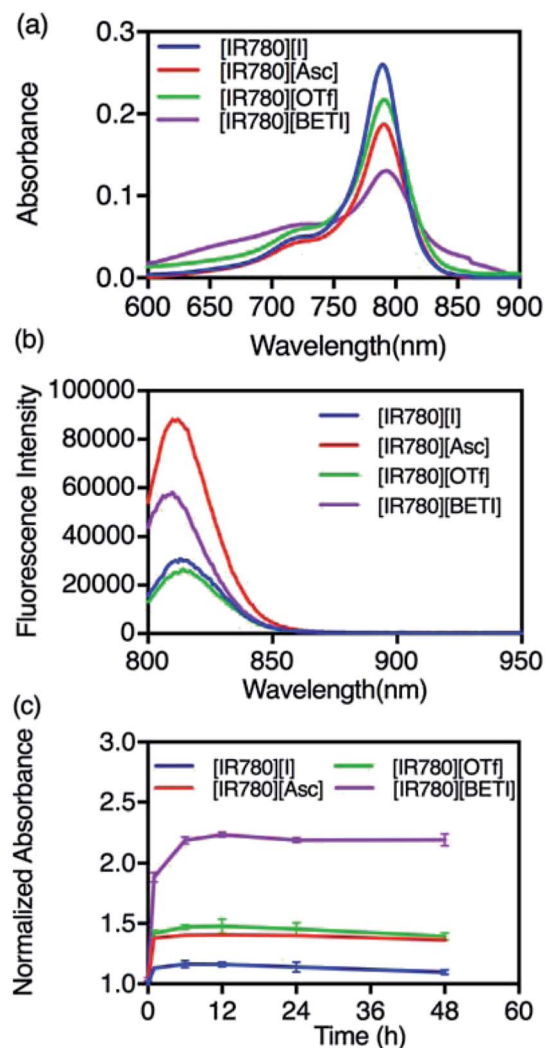 (a)
0.3
0.2
0.1
0.0
Absorbance
[IR780][I]
[IR780][Asc]
[IR780][OTf]
[IR780][BETI]
600 650 700 750 800 850 900
Wavelength(nm)
(b)
100000
80000
60000
40000
20000
0
Fluorescence Intensity
[IR780][I]
[IR780][Asc]
[IR780][OTf]
[IR780][BETI]
800 850 900 950
Wavelength(nm)
(c)
3.0
2.5
2.0
1.5
1.0
Normalized Absorbance
[IR780][I] [IR780][OTf]
[IR780][Asc] [IR780][BETI]
0 12 24 36 48 60
Time (h)